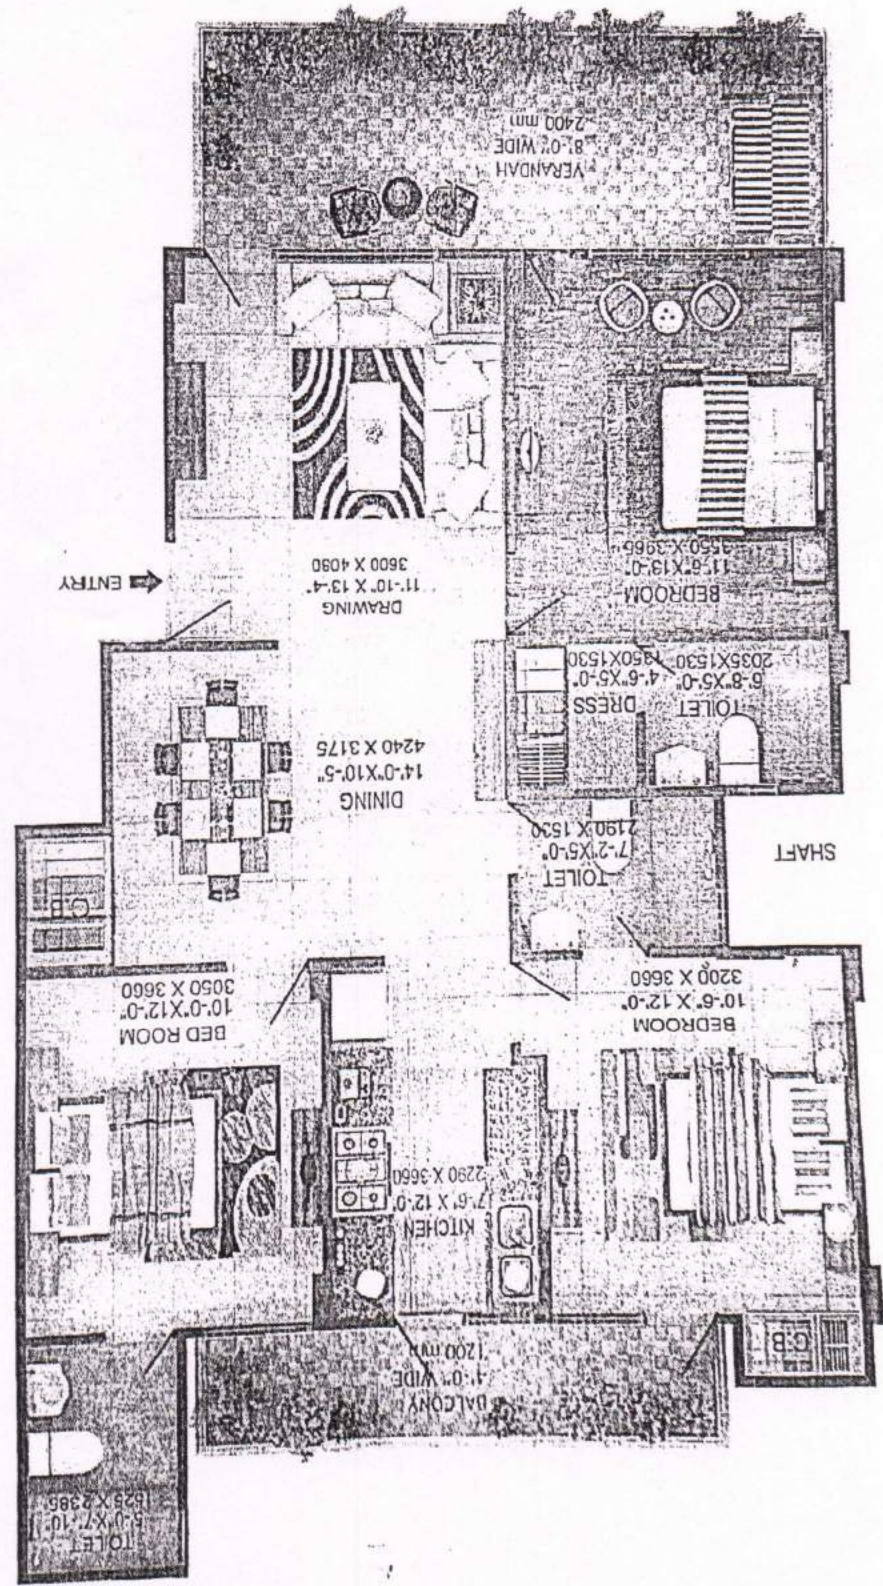 TOILET
5'-0"X7'-10"
1525 X 2385
BALCONY
4'-0" WIDE
1200 mm
C.B
KITCHEN
7'-6" X 12'-0"
2290 X 3660
BEDROOM
10'-6" X 12'-0"
3200 X 3660
BED ROOM
10'-0"X12'-0"
3050 X 3660
C.B
TOILET
7'-2"X5'-0"
2190 X 1530
SHAFT
DINING
14'-0"X10'-5"
4240 X 3175
TOILET
6'-8"X5'-0"
2035X1530
DRESS
4'-6"X5'-0"
1350X1530
DRAWING
11'-10" X 13'-4"
3600 X 4080
BEDROOM
11'-6"X13'-0"
3550 X 3966
ENTRY
VERANDAH
8'-0" WIDE
2400 mm